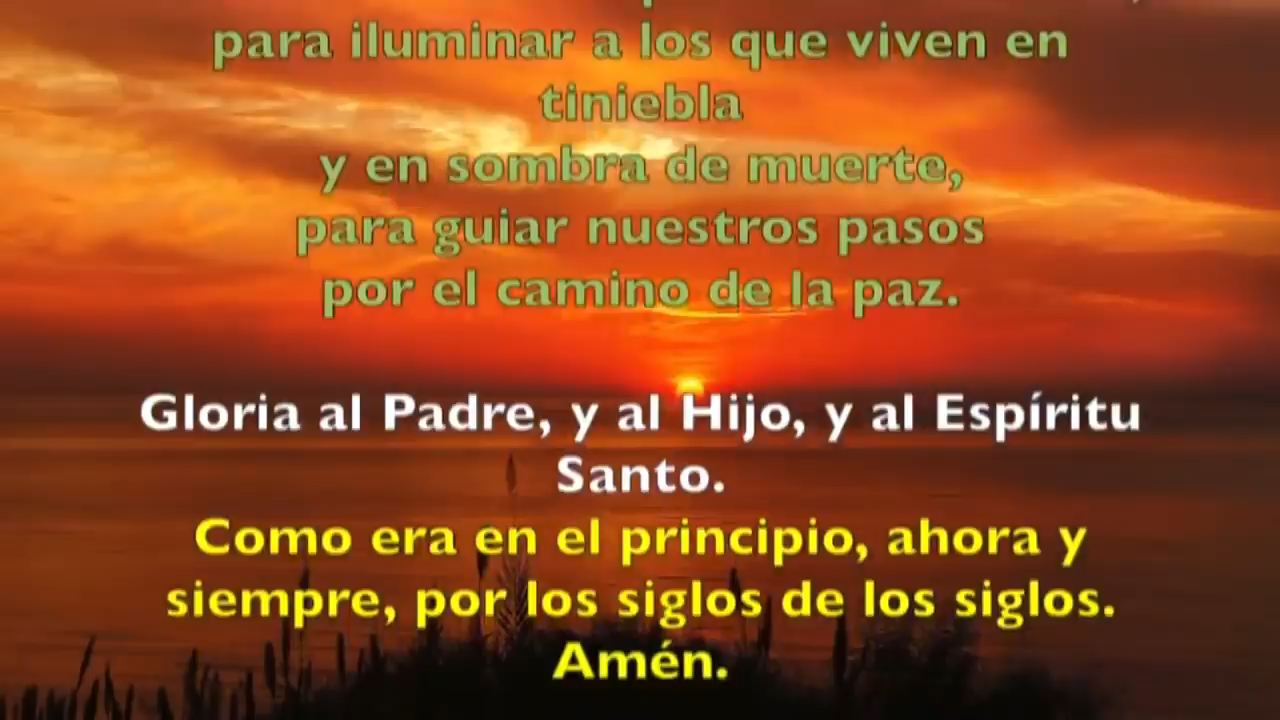 para iluminar a los que viven en
tiniebla
y en sombra de muerte,
para guiar nuestros pasos
por el camino de la paz.
Gloria al Padre, y al Hijo, y al Espíritu
Santo.
Como era en el principio, ahora y
siempre, por los siglos de los siglos.
Amén.